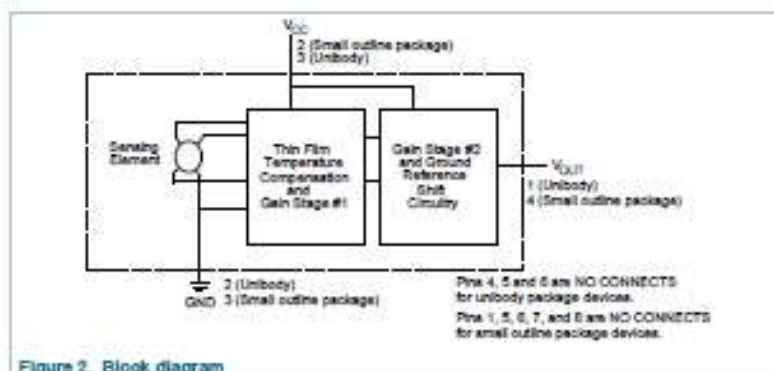 VCC
2 (Small outline package)
3 (Unibody)
Sensing
Element
Thin Film
Temperature
Compensation
and
Gain Stage #1
Gain Stage #2
and Ground
Reference
Shift
Circuitry
VOUT
1 (Unibody)
4 (Small outline package)
GND
2 (Unibody)
3 (Small outline package)
Pins 4, 5 and 6 are NO CONNECTS
for unibody package devices.
Pins 1, 5, 6, 7, and 8 are NO CONNECTS
for small outline package devices.
Figure 2. Block diagram